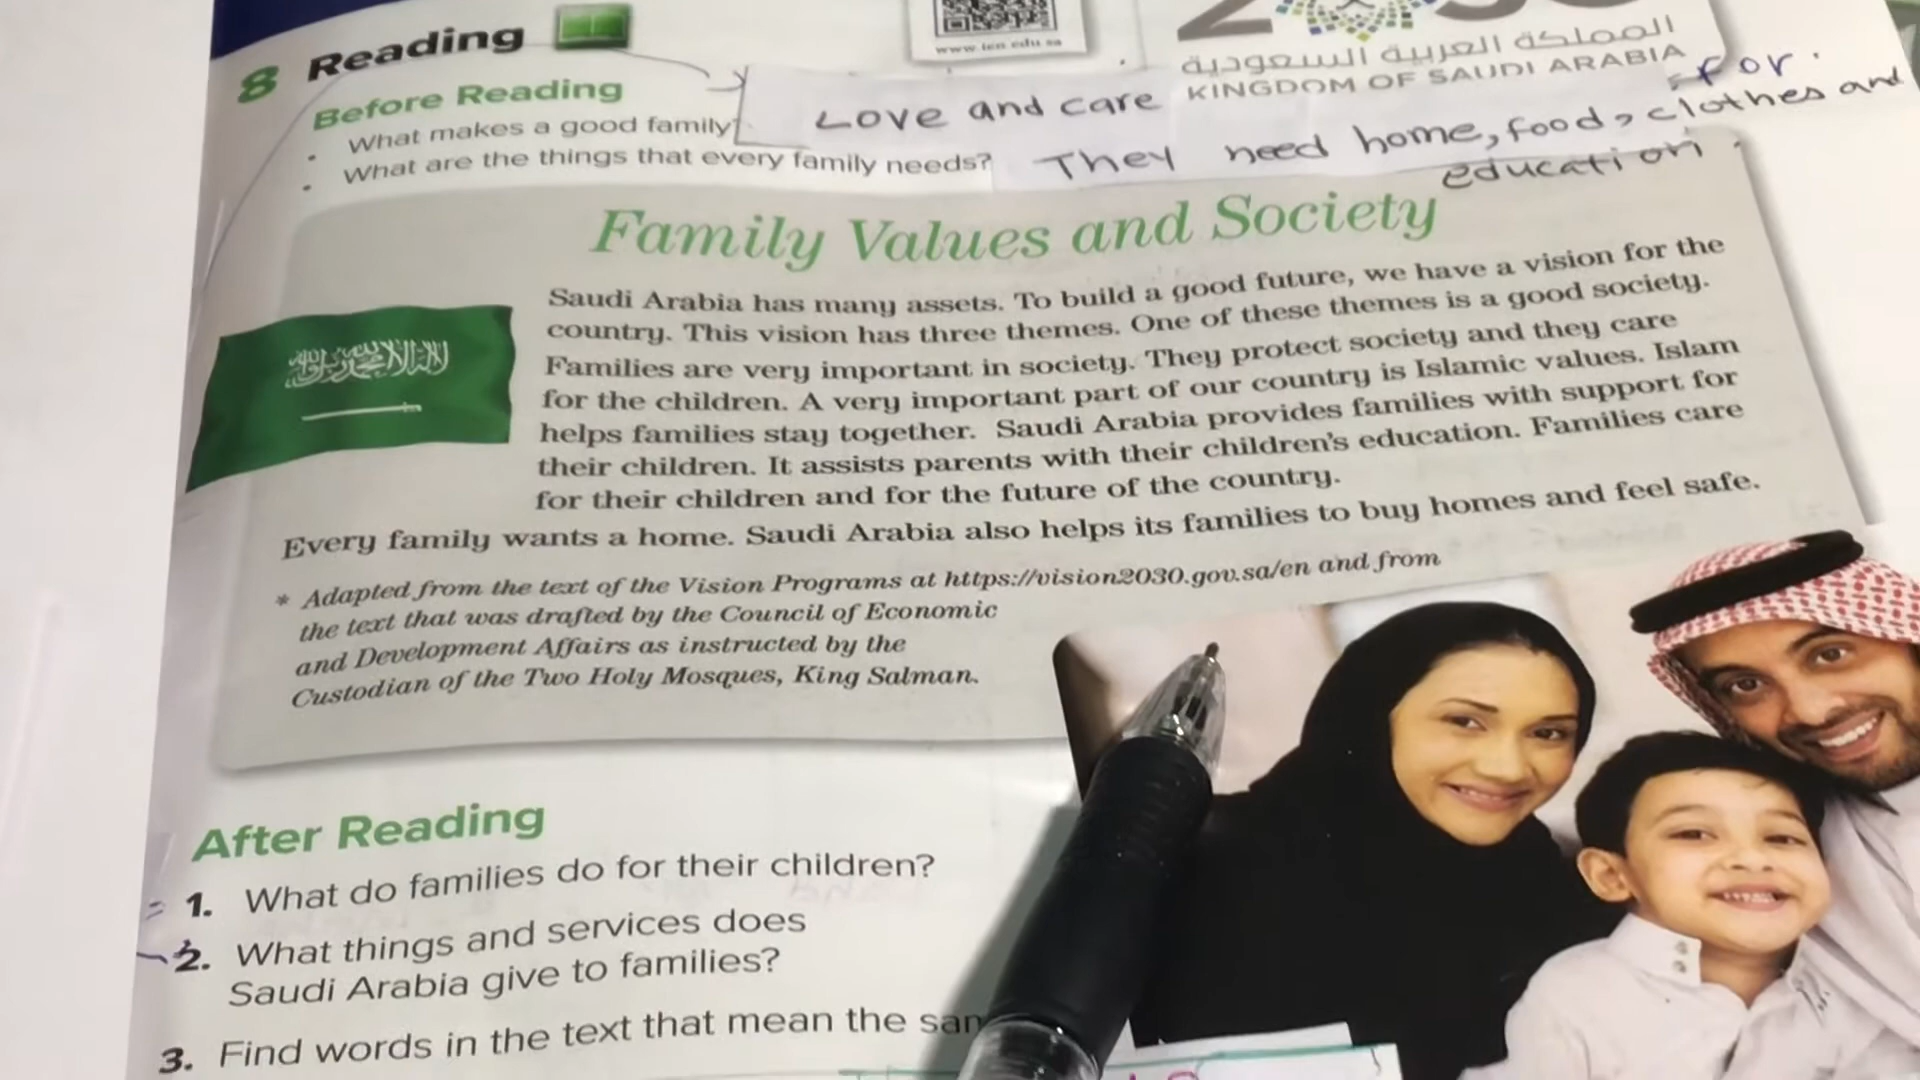 8 Reading
www.ien.edu.sa
المملكة العربية السعودية
KINGDOM OF SAUDI ARABIA
Before Reading
• What makes a good family?
Love and care for.
• What are the things that every family needs?
They need home, food, clothes and
education.
Family Values and Society
Saudi Arabia has many assets. To build a good future, we have a vision for the
country. This vision has three themes. One of these themes is a good society.
Families are very important in society. They protect society and they care
for the children. A very important part of our country is Islamic values. Islam
helps families stay together. Saudi Arabia provides families with support for
their children. It assists parents with their children's education. Families care
for their children and for the future of the country.
Every family wants a home. Saudi Arabia also helps its families to buy homes and feel safe.
* Adapted from the text of the Vision Programs at https://vision2030.gov.sa/en and from
the text that was drafted by the Council of Economic
and Development Affairs as instructed by the
Custodian of the Two Holy Mosques, King Salman.
After Reading
1. What do families do for their children?
2. What things and services does
Saudi Arabia give to families?
3. Find words in the text that mean the